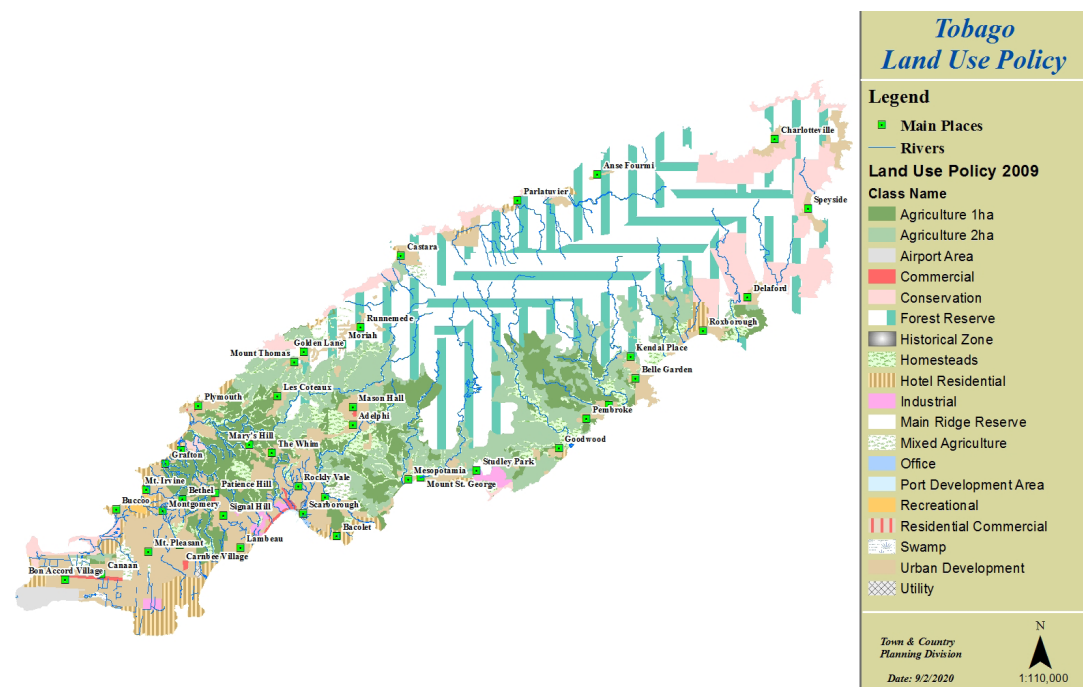 Tobago
Land Use Policy
Legend
Main Places
Rivers
Land Use Policy 2009
Class Name
Agriculture 1ha
Agriculture 2ha
Airport Area
Commercial
Conservation
Forest Reserve
Historical Zone
Homesteads
Hotel Residential
Industrial
Main Ridge Reserve
Mixed Agriculture
Office
Port Development Area
Recreational
Residential Commercial
Swamp
Urban Development
Utility
Town & Country
Planning Division
Date: 9/2/2020
N
1:110,000
Charlotteville
Anse Fourmi
Parlatuvier
Speyside
Castara
Delaford
Runnemede
Moriah
Roxborough
Golden Lane
Mount Thomas
Kendal Place
Belle Garden
Les Coteaux
Plymouth
Mason Hall
Pembroke
Adelphi
Mary's Hill
The Whim
Goodwood
Grafton
Studley Park
Mesopotamia
Mt. Irvine
Rockly Vale
Mount St. George
Bethel
Patience Hill
Buccoo
Montgomery
Signal Hill
Scarborough
Bacolet
Lambeau
Mt. Pleasant
Carnbee Village
Canaan
Bon Accord Village